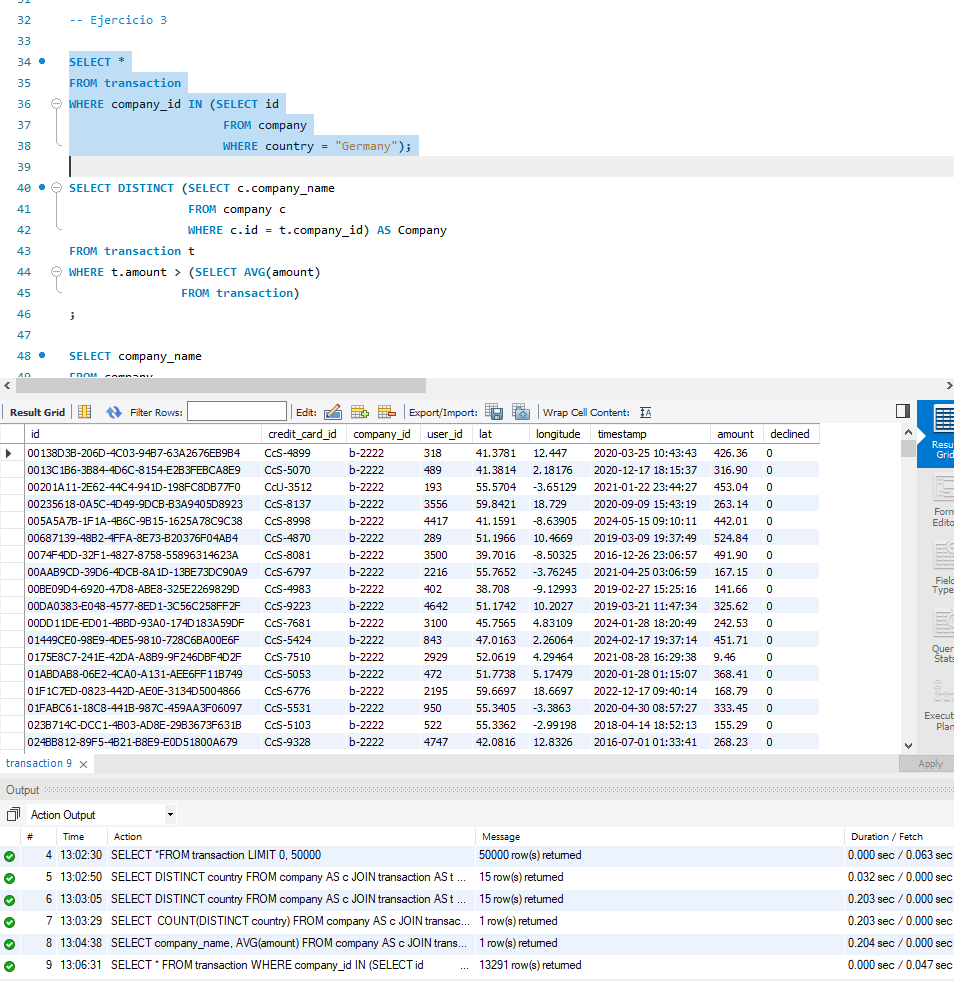 32 -- Ejercicio 3
33
34 SELECT *
35 FROM transaction
36 WHERE company_id IN (SELECT id
37 FROM company
38 WHERE country = "Germany");
39
40 SELECT DISTINCT (SELECT c.company_name
41 FROM company c
42 WHERE c.id = t.company_id) AS Company
43 FROM transaction t
44 WHERE t.amount > (SELECT AVG(amount)
45 FROM transaction)
46 ;
47
48 SELECT company_name
Result Grid Filter Rows: Edit: Export/Import: Wrap Cell Content: IA
id credit_card_id company_id user_id lat longitude timestamp amount declined
00138D3B-206D-4C03-94B7-63A2676EB9B4 CcS-4899 b-2222 318 41.3781 12.447 2020-03-25 10:43:43 426.36 0
0013C1B6-3B84-4D6C-8154-E2B3FEBCA8E9 CcS-5070 b-2222 489 41.3814 2.18176 2020-12-17 18:15:37 316.90 0
00201A11-2E62-44C4-941D-198FC8DB77F0 CcU-3512 b-2222 193 55.5704 -3.65129 2021-01-22 23:44:27 453.04 0
00235618-0A5C-4D49-9DCB-B3A9405D8923 CcS-8137 b-2222 3556 59.8421 18.729 2020-09-09 15:43:19 263.14 0
005A5A7B-1F1A-4B6C-9B15-1625A78C9C38 CcS-8998 b-2222 4417 41.1591 -8.63905 2024-05-15 09:10:11 442.01 0
00687139-48B2-4FFA-8E73-B20376F04AB4 CcS-4870 b-2222 289 51.1966 10.4669 2019-03-09 19:37:49 524.84 0
0074F4DD-32F1-4827-8758-55896314623A CcS-8081 b-2222 3500 39.7016 -8.50325 2016-12-26 23:06:57 491.90 0
00AAB9CD-39D6-4DCB-8A1D-13BE73DC90A9 CcS-6797 b-2222 2216 55.7652 -3.76245 2021-04-25 03:06:59 167.15 0
00BE09D4-6920-47D8-ABE8-325E2269829D CcS-4983 b-2222 402 38.708 -9.12993 2019-02-27 15:25:16 141.66 0
00DA0383-E048-4577-8ED1-3C56C258FF2F CcS-9223 b-2222 4642 51.1742 10.2027 2019-03-21 11:47:34 325.62 0
00DD11DE-ED01-4BBD-93A0-174D183A59DF CcS-7681 b-2222 3100 45.7565 4.83109 2024-01-28 18:20:49 242.53 0
01449CE0-98E9-4DE5-9810-728C6BA00E6F CcS-5424 b-2222 843 47.0163 2.26064 2024-02-17 19:37:14 451.71 0
0175E8C7-241E-42DA-A8B9-9F246DBF4D2F CcS-7510 b-2222 2929 52.0619 4.29464 2021-08-28 16:29:38 9.46 0
01ABDAB8-06E2-4CA0-A131-AEE6FF11B749 CcS-5053 b-2222 472 51.7738 5.17479 2020-01-28 01:15:07 368.41 0
01F1C7ED-0823-442D-AE0E-3134D5004866 CcS-6776 b-2222 2195 59.6697 18.6697 2022-12-17 09:40:14 168.79 0
01FABC61-18C8-441B-987C-459AA3F06097 CcS-5531 b-2222 950 55.3405 -3.3863 2020-04-30 08:57:27 333.45 0
023B714C-DCC1-4B03-AD8E-29B3673F631B CcS-5103 b-2222 522 55.3362 -2.99198 2018-04-14 18:52:13 155.29 0
024BB812-89F5-4B21-B8E9-E0D51800A679 CcS-9328 b-2222 4747 42.0816 12.8326 2016-07-01 01:33:41 268.23 0
transaction 9 Apply
Output
Action Output
# Time Action Message Duration / Fetch
4 13:02:30 SELECT *FROM transaction LIMIT 0, 50000 50000 row(s) returned 0.000 sec / 0.063 sec
5 13:02:50 SELECT DISTINCT country FROM company AS c JOIN transaction AS t ... 15 row(s) returned 0.032 sec / 0.000 sec
6 13:03:05 SELECT DISTINCT country FROM company AS c JOIN transaction AS t ... 15 row(s) returned 0.203 sec / 0.000 sec
7 13:03:29 SELECT COUNT(DISTINCT country) FROM company AS c JOIN transac... 1 row(s) returned 0.203 sec / 0.000 sec
8 13:04:38 SELECT company_name, AVG(amount) FROM company AS c JOIN trans... 1 row(s) returned 0.204 sec / 0.000 sec
9 13:06:31 SELECT * FROM transaction WHERE company_id IN (SELECT id ... 13291 row(s) returned 0.000 sec / 0.047 sec